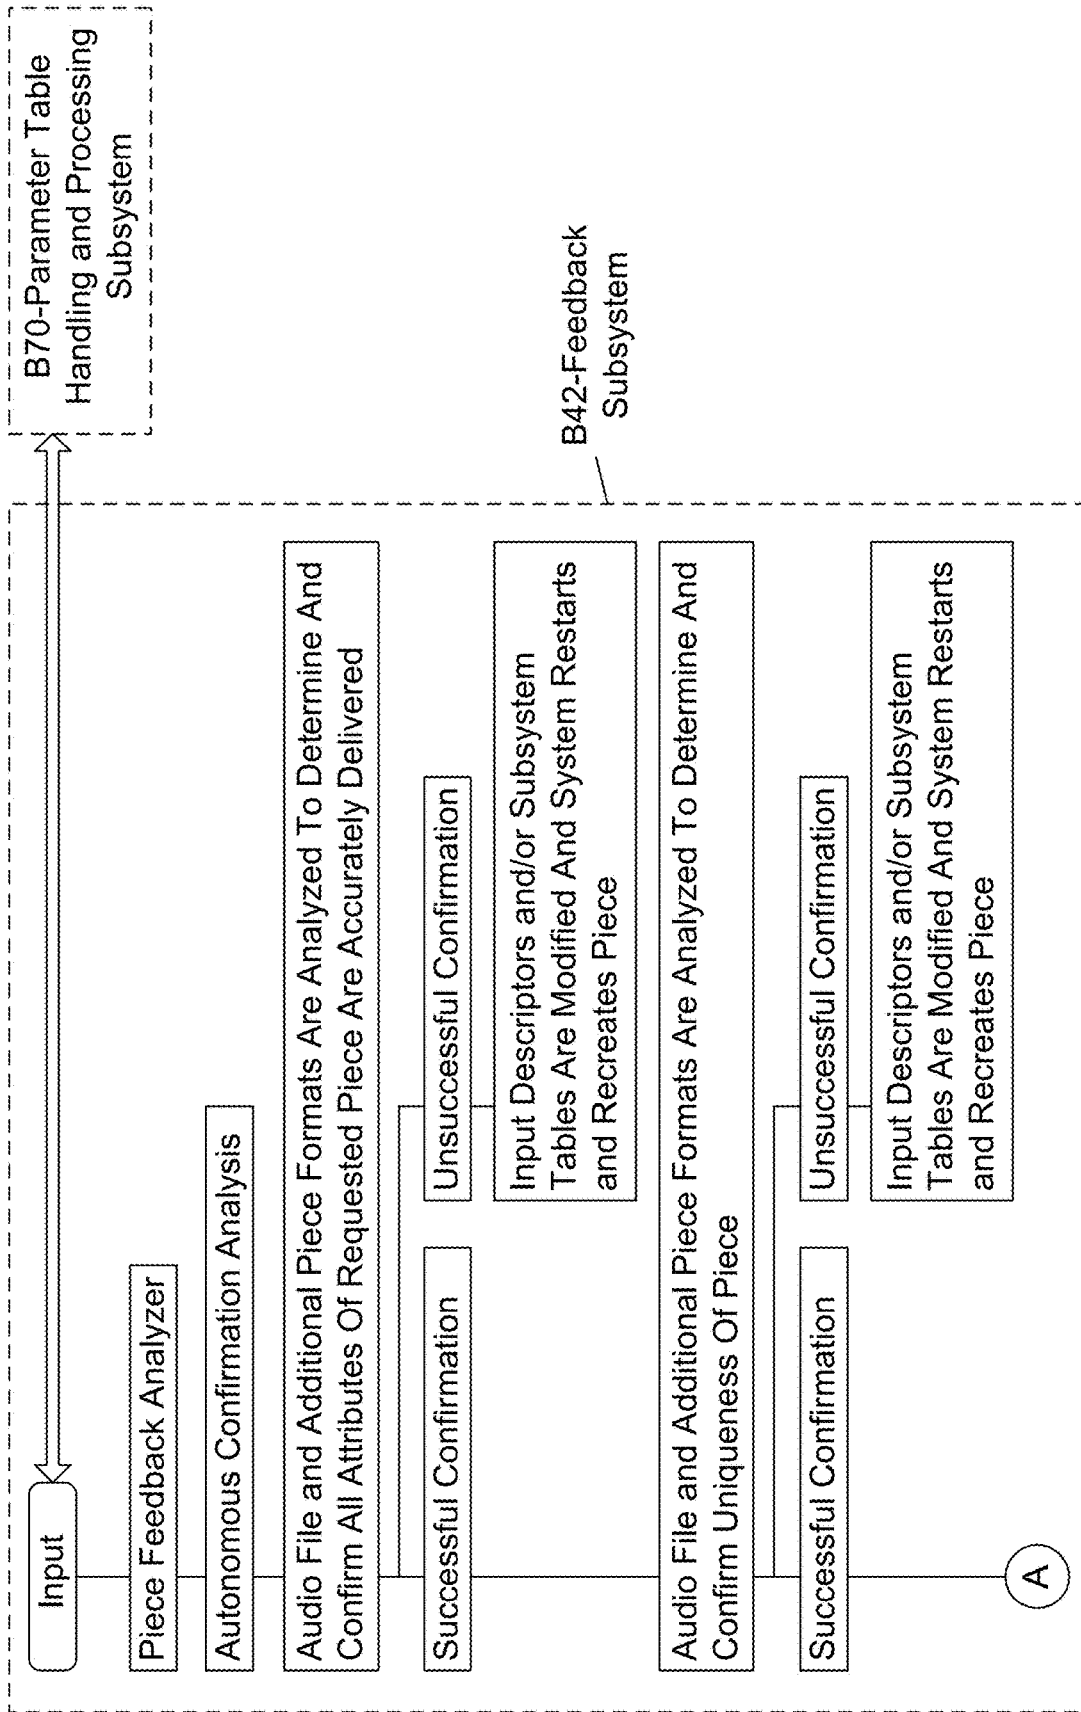 B70-Parameter Table
Handling and Processing
Subsystem
Input
Piece Feedback Analyzer
Autonomous Confirmation Analysis
Audio File and Additional Piece Formats Are Analyzed To Determine And
Confirm All Attributes Of Requested Piece Are Accurately Delivered
Successful Confirmation
Unsuccessful Confirmation
Input Descriptors and/or Subsystem
Tables Are Modified And System Restarts
and Recreates Piece
B42-Feedback
Subsystem
Audio File and Additional Piece Formats Are Analyzed To Determine And
Confirm Uniqueness Of Piece
Successful Confirmation
Unsuccessful Confirmation
Input Descriptors and/or Subsystem
Tables Are Modified And System Restarts
and Recreates Piece
A